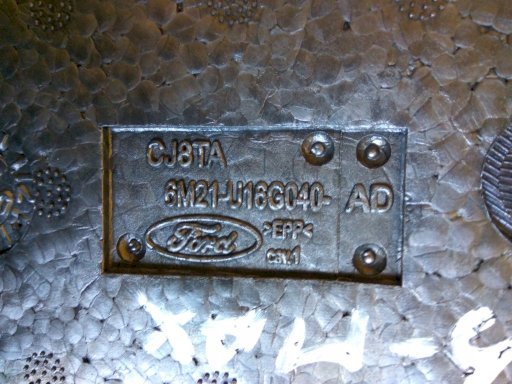 CJ8TA
6M21-U16G040- AD
Ford >EPP<
cav.1